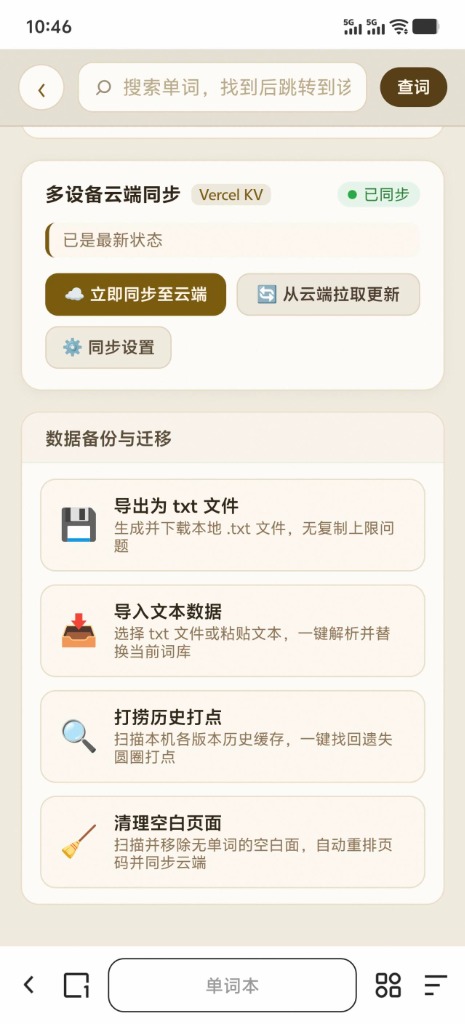 10:46
5G 5G
搜索单词，找到后跳转到该
查词
多设备云端同步 Vercel KV
已同步
已是最新状态
立即同步至云端
从云端拉取更新
同步设置
数据备份与迁移
导出为 txt 文件
生成并下载本地 .txt 文件，无复制上限问
题
导入文本数据
选择 txt 文件或粘贴文本，一键解析并替
换当前词库
打捞历史打点
扫描本机各版本历史缓存，一键找回遗失
圆圈打点
清理空白页面
扫描并移除无单词的空白面，自动重排页
码并同步云端
1
单词本